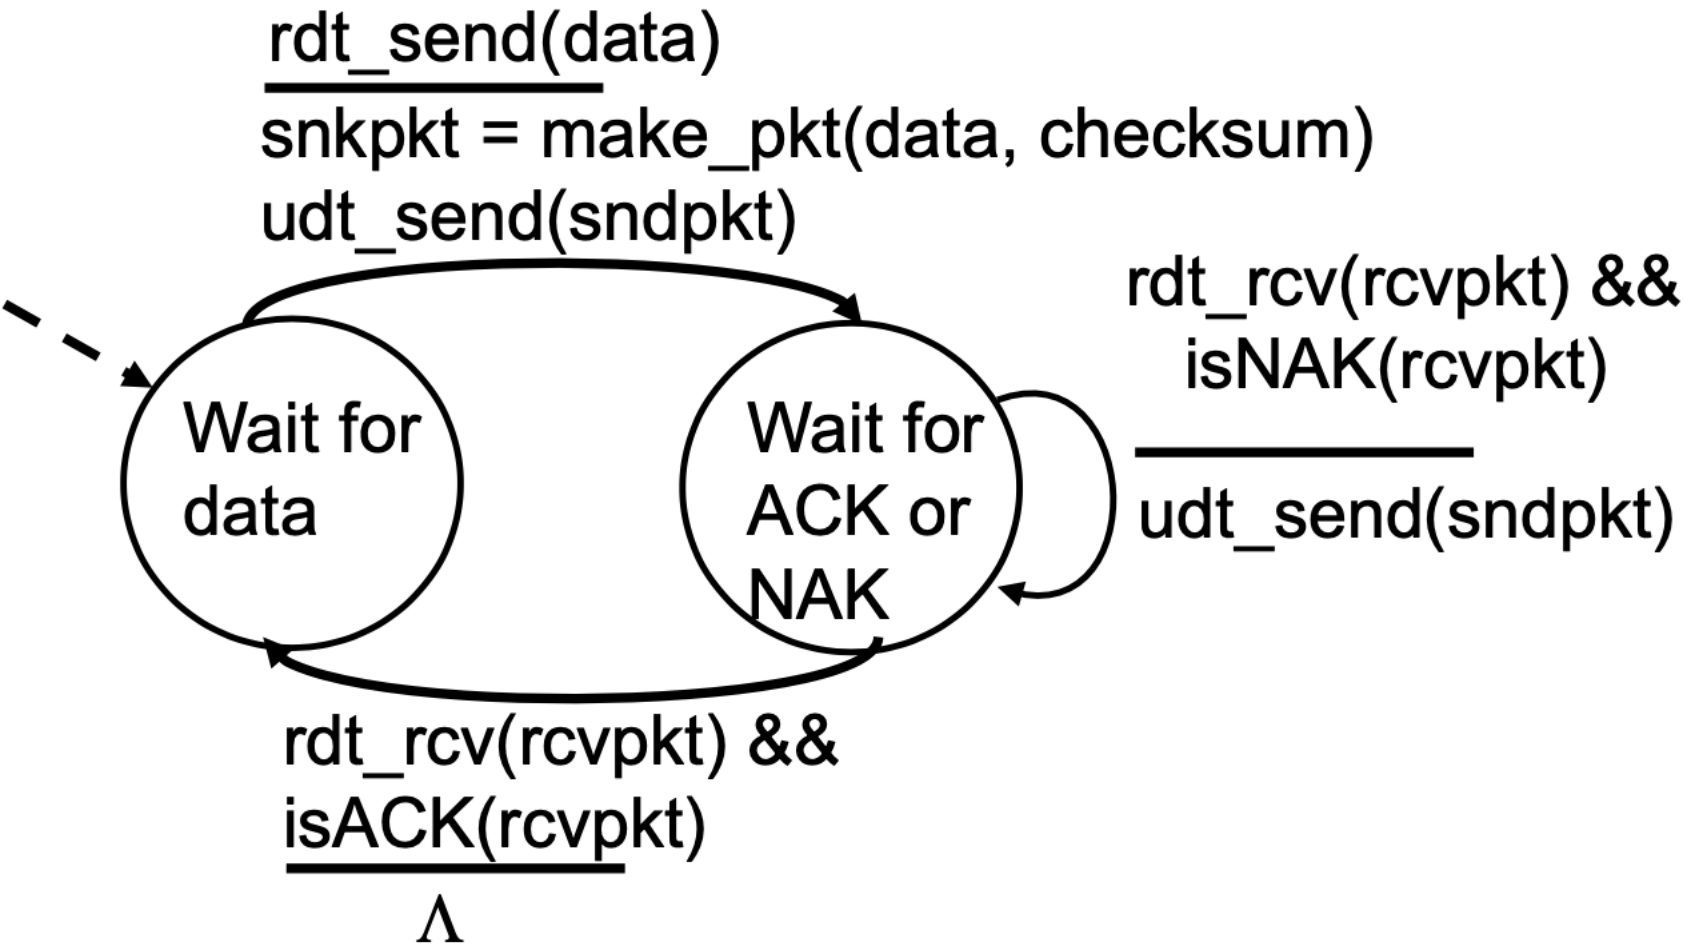 rdt_send(data)
snkpkt = make_pkt(data, checksum)
udt_send(sndpkt)
rdt_rcv(rcvpkt) &&
isNAK(rcvpkt)
udt_send(sndpkt)
Wait for
data
Wait for
ACK or
NAK
rdt_rcv(rcvpkt) &&
isACK(rcvpkt)
Λ